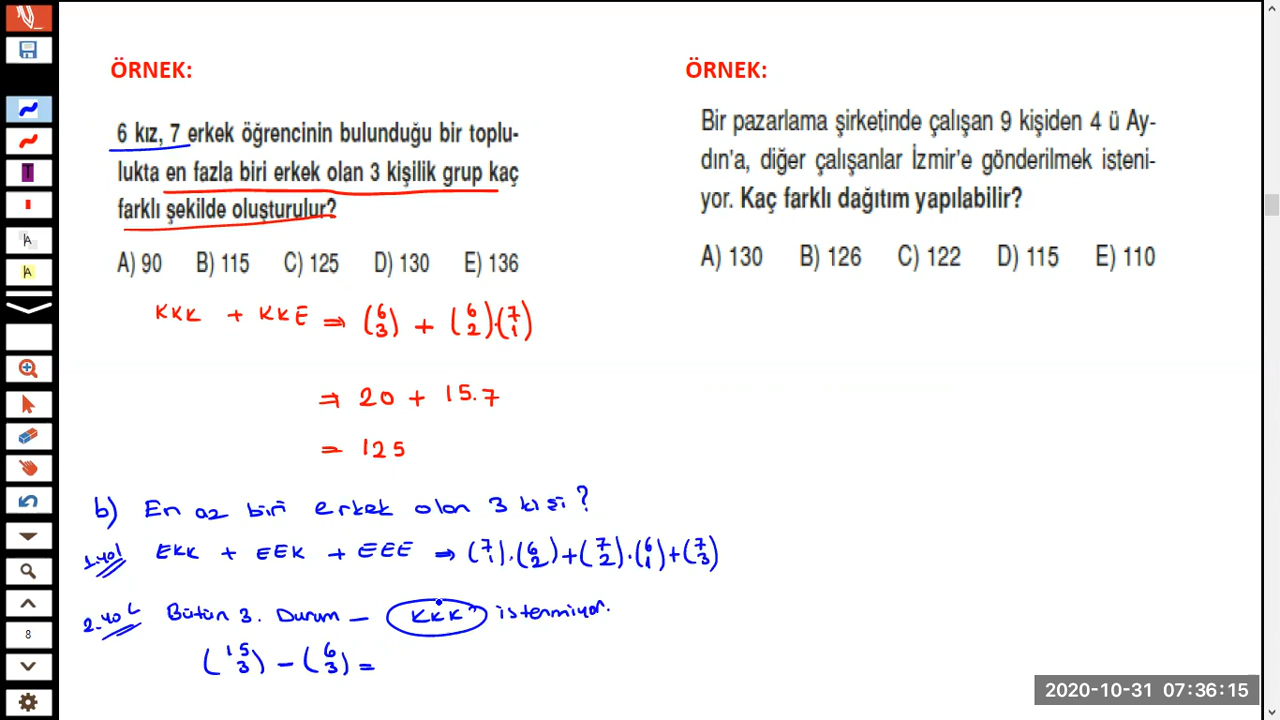 ÖRNEK:
6 kız, 7 erkek öğrencinin bulunduğu bir toplu-
lukta en fazla biri erkek olan 3 kişilik grup kaç
farklı şekilde oluşturulur?
A) 90 B) 115 C) 125 D) 130 E) 136
KKK + KKE ⇒ (6 3) + (6 2)·(7 1)
⇒ 20 + 15.7
= 125
b) En az biri erkek olan 3 kişi?
1.yol EKK + EEK + EEE ⇒ (7 1)·(6 2)+(7 2)·(6 1)+(7 3)
2.yol Bütün 3. Durum – KKK istenmiyor.
(15 3) – (6 3) =
ÖRNEK:
Bir pazarlama şirketinde çalışan 9 kişiden 4 ü Ay-
dın'a, diğer çalışanlar İzmir'e gönderilmek isteni-
yor. Kaç farklı dağıtım yapılabilir?
A) 130 B) 126 C) 122 D) 115 E) 110
T
A
A
8
2020-10-31 07:36:15